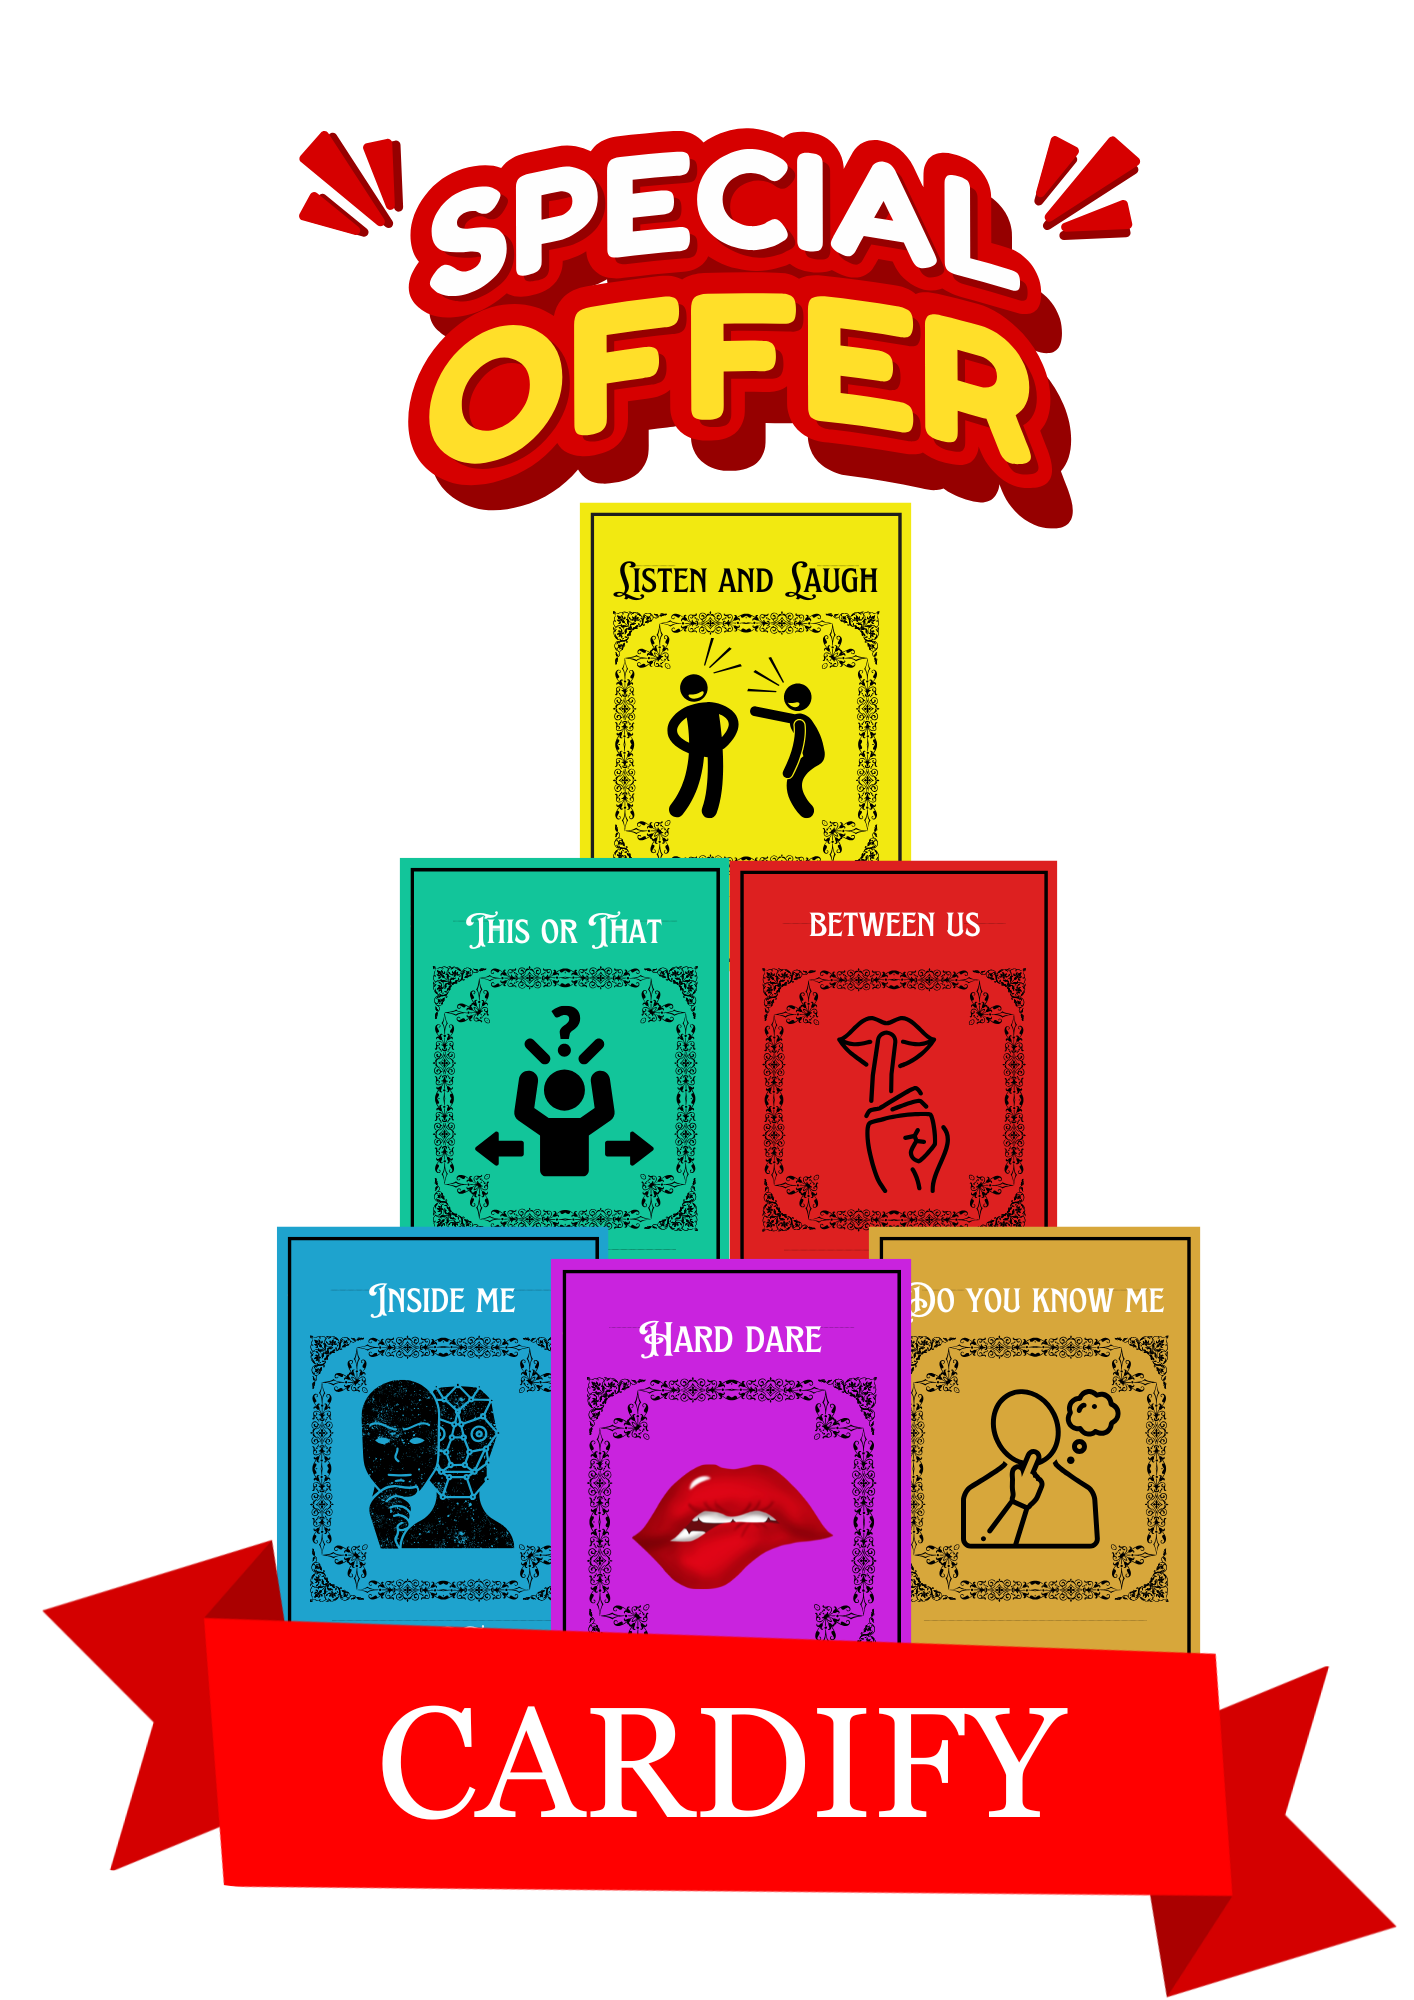 SPECIAL
OFFER
Listen and Laugh
This or That
between us
Inside me
Hard dare
Do you know me
CARDIFY